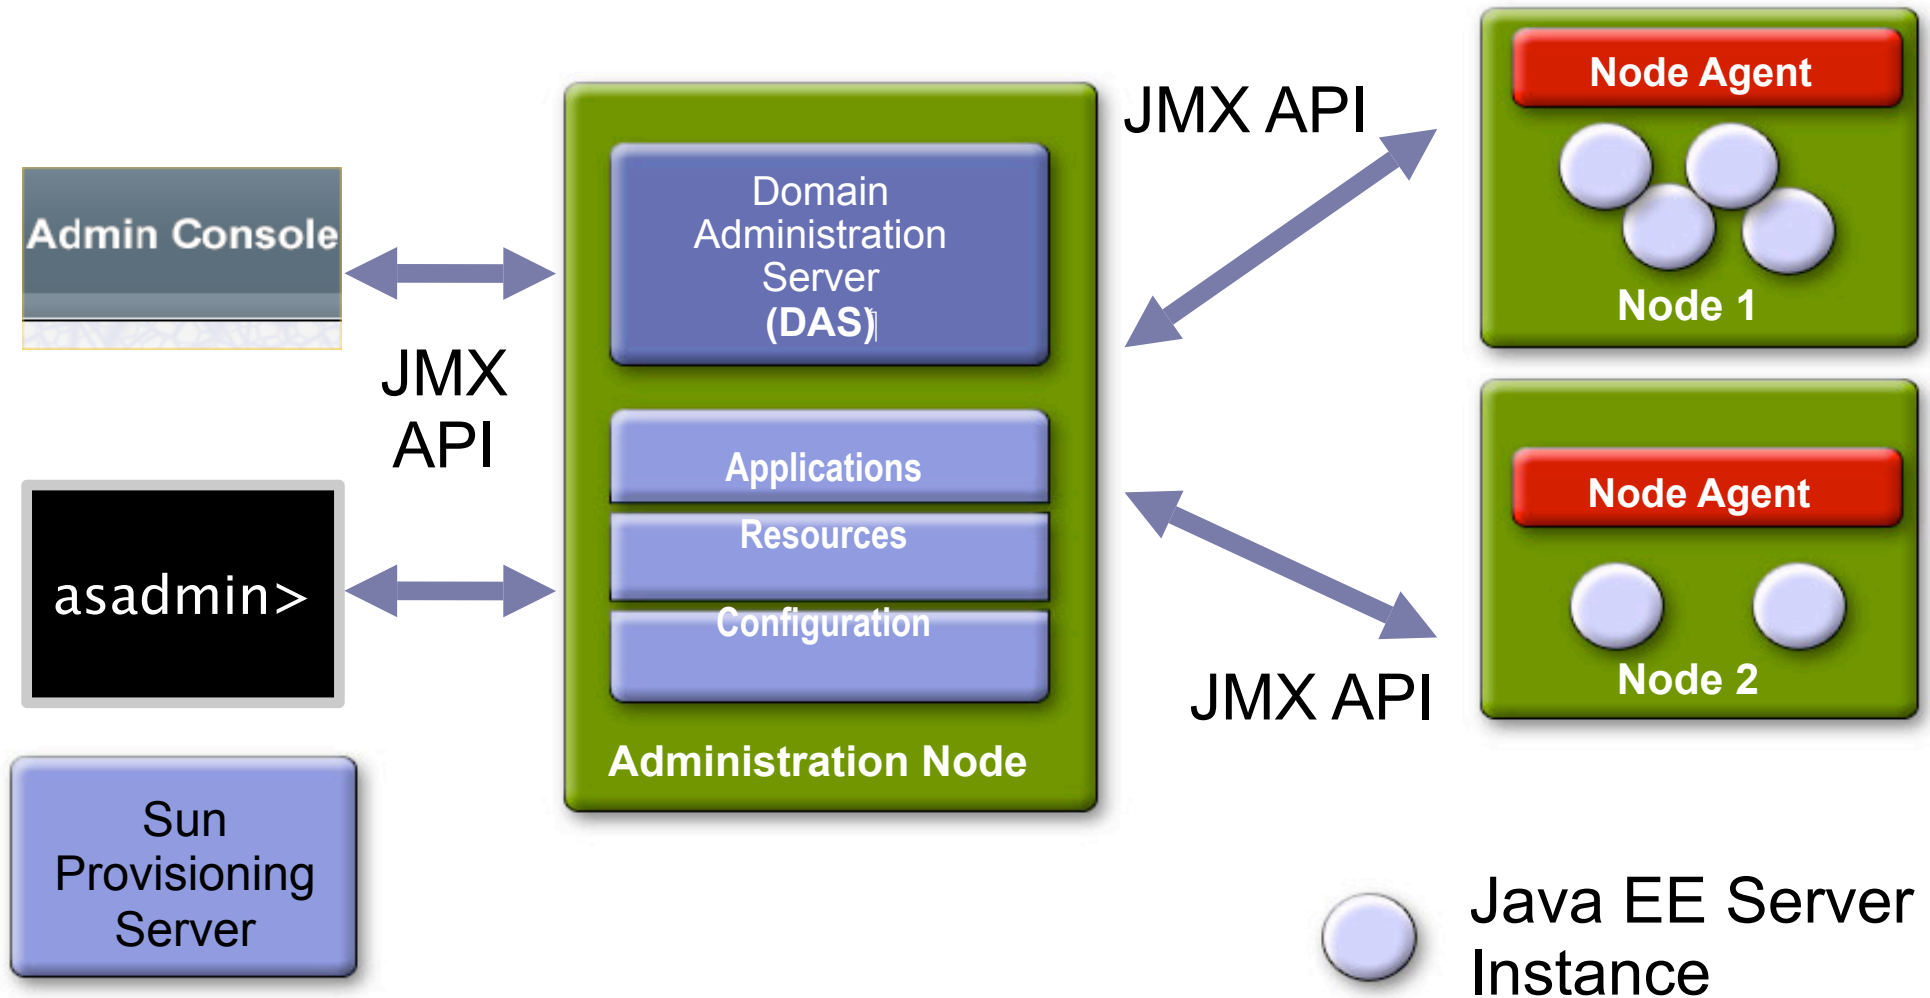 Admin Console
JMX
API
asadmin>
Sun
Provisioning
Server
Domain
Administration
Server
(DAS)
Applications
Resources
Configuration
Administration Node
JMX API
JMX API
Node Agent
Node 1
Node Agent
Node 2
Java EE Server
Instance